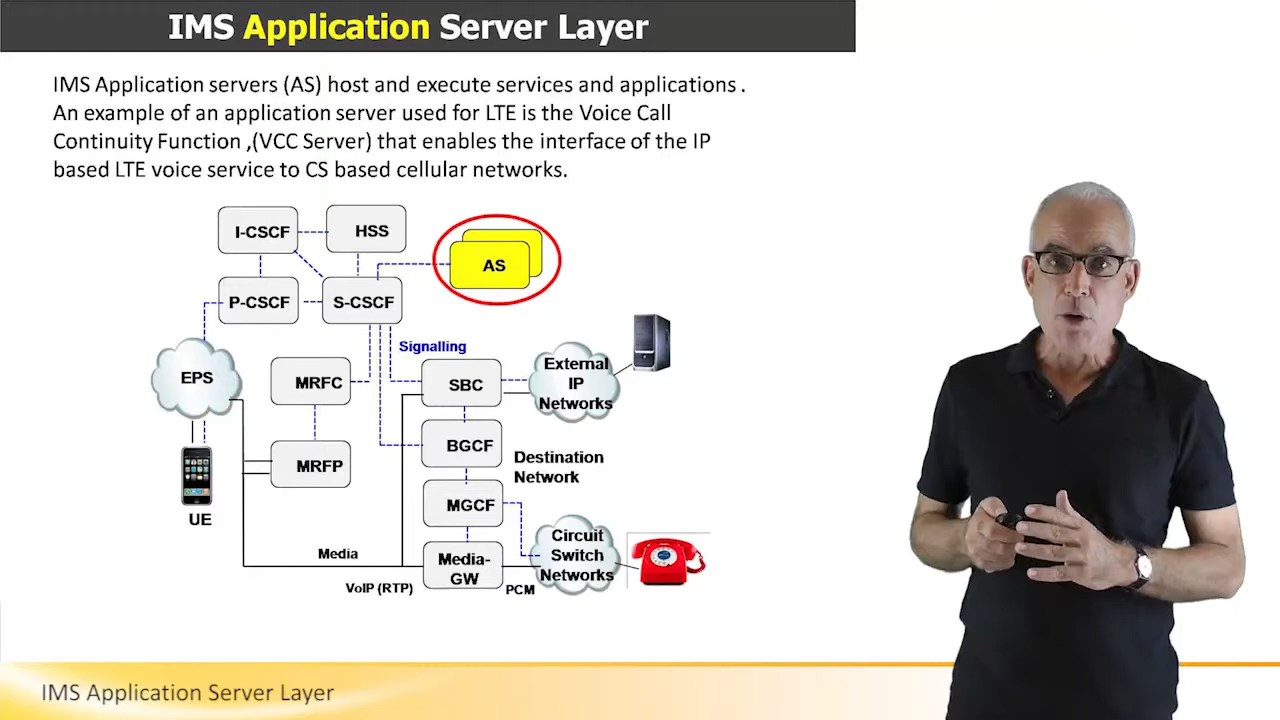 IMS Application Server Layer
IMS Application servers (AS) host and execute services and applications .
An example of an application server used for LTE is the Voice Call
Continuity Function ,(VCC Server) that enables the interface of the IP
based LTE voice service to CS based cellular networks.
I-CSCF
HSS
AS
P-CSCF
S-CSCF
Signalling
EPS
MRFC
SBC
External
IP
Networks
BGCF
MRFP
Destination
Network
UE
MGCF
Media
Media-
GW
Circuit
Switch
Networks
VoIP (RTP)
PCM
IMS Application Server Layer